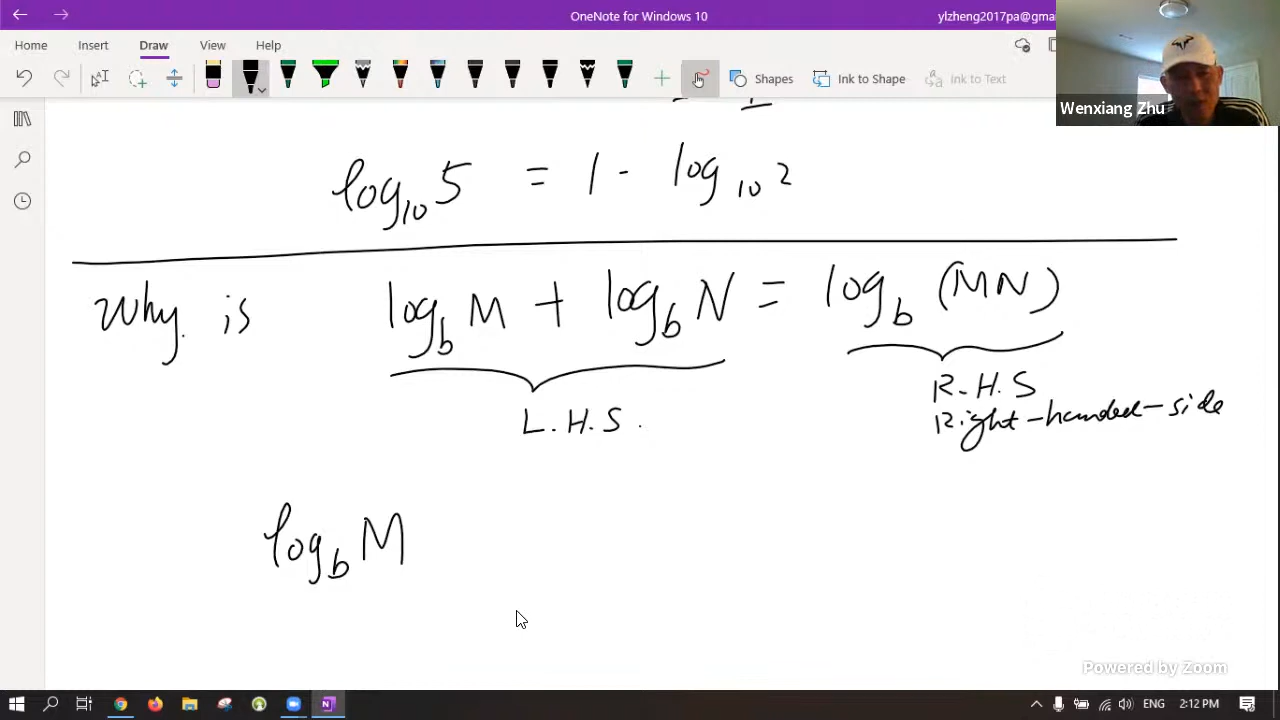 OneNote for Windows 10
ylzheng2017pa@gma
Home Insert Draw View Help
Shapes Ink to Shape Ink to Text
Wenxiang Zhu
log₁₀ 5 = 1 - log₁₀ 2
Why is log_b M + log_b N = log_b (MN)
L.H.S. R.H.S
Right-handed-side
log_b M
Powered by Zoom
ENG 2:12 PM